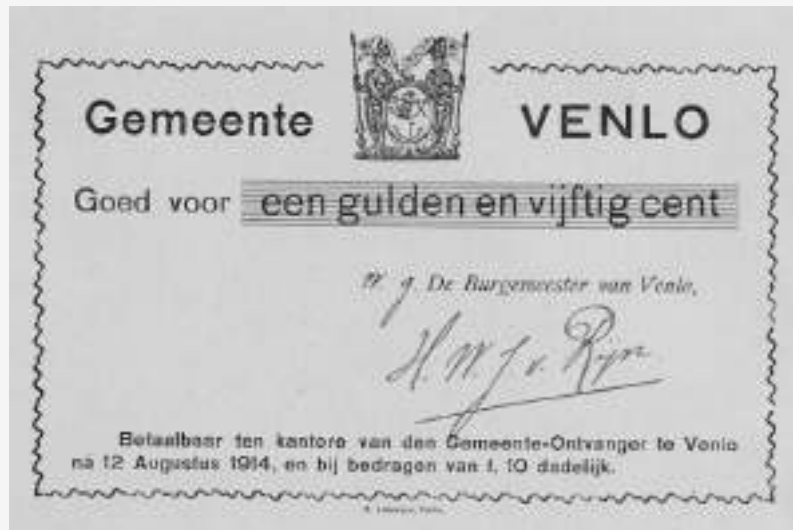 Gemeente VENLO
Goed voor een gulden en vijftig cent
w. g. De Burgemeester van Venlo,
H. W. J. v. Ryn
Betaalbaar ten kantore van den Gemeente-Ontvanger te Venlo
na 12 Augustus 1914, en bij bedragen van f. 10 dadelijk.